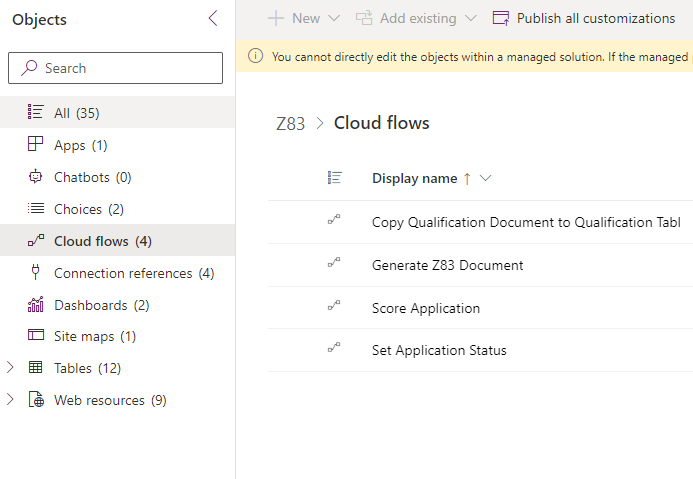 Objects
New
Add existing
Publish all customizations
You cannot directly edit the objects within a managed solution. If the managed
Search
All (35)
Apps (1)
Chatbots (0)
Choices (2)
Cloud flows (4)
Connection references (4)
Dashboards (2)
Site maps (1)
Tables (12)
Web resources (9)
Z83 > Cloud flows
Display name ↑
Copy Qualification Document to Qualification Tabl
Generate Z83 Document
Score Application
Set Application Status